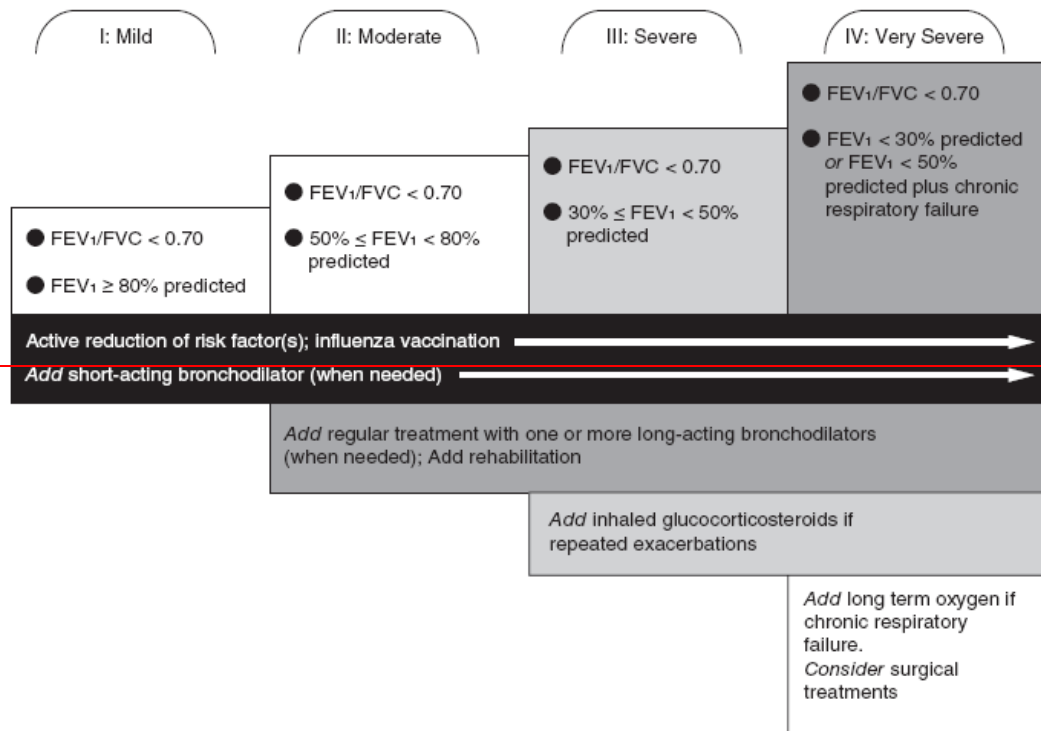 I: Mild
II: Moderate
III: Severe
IV: Very Severe
● FEV₁/FVC < 0.70
● FEV₁ ≥ 80% predicted
● FEV₁/FVC < 0.70
● 50% ≤ FEV₁ < 80%
predicted
● FEV₁/FVC < 0.70
● 30% ≤ FEV₁ < 50%
predicted
● FEV₁/FVC < 0.70
● FEV₁ < 30% predicted
or FEV₁ < 50%
predicted plus chronic
respiratory failure
Active reduction of risk factor(s); influenza vaccination
Add short-acting bronchodilator (when needed)
Add regular treatment with one or more long-acting bronchodilators
(when needed); Add rehabilitation
Add inhaled glucocorticosteroids if
repeated exacerbations
Add long term oxygen if
chronic respiratory
failure.
Consider surgical
treatments